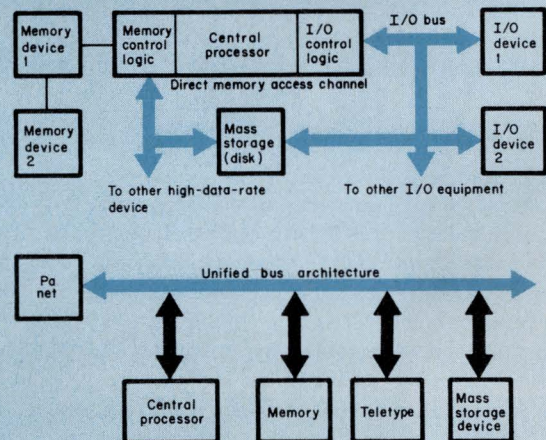 Memory
device
1
Memory
control
logic
Central
processor
I/O
control
logic
I/O bus
I/O
device
1
Direct memory access channel
Memory
device
2
Mass
storage
(disk)
I/O
device
2
To other high-data-rate
device
To other I/O equipment
Unified bus architecture
Pa
net
Central
processor
Memory
Teletype
Mass
storage
device